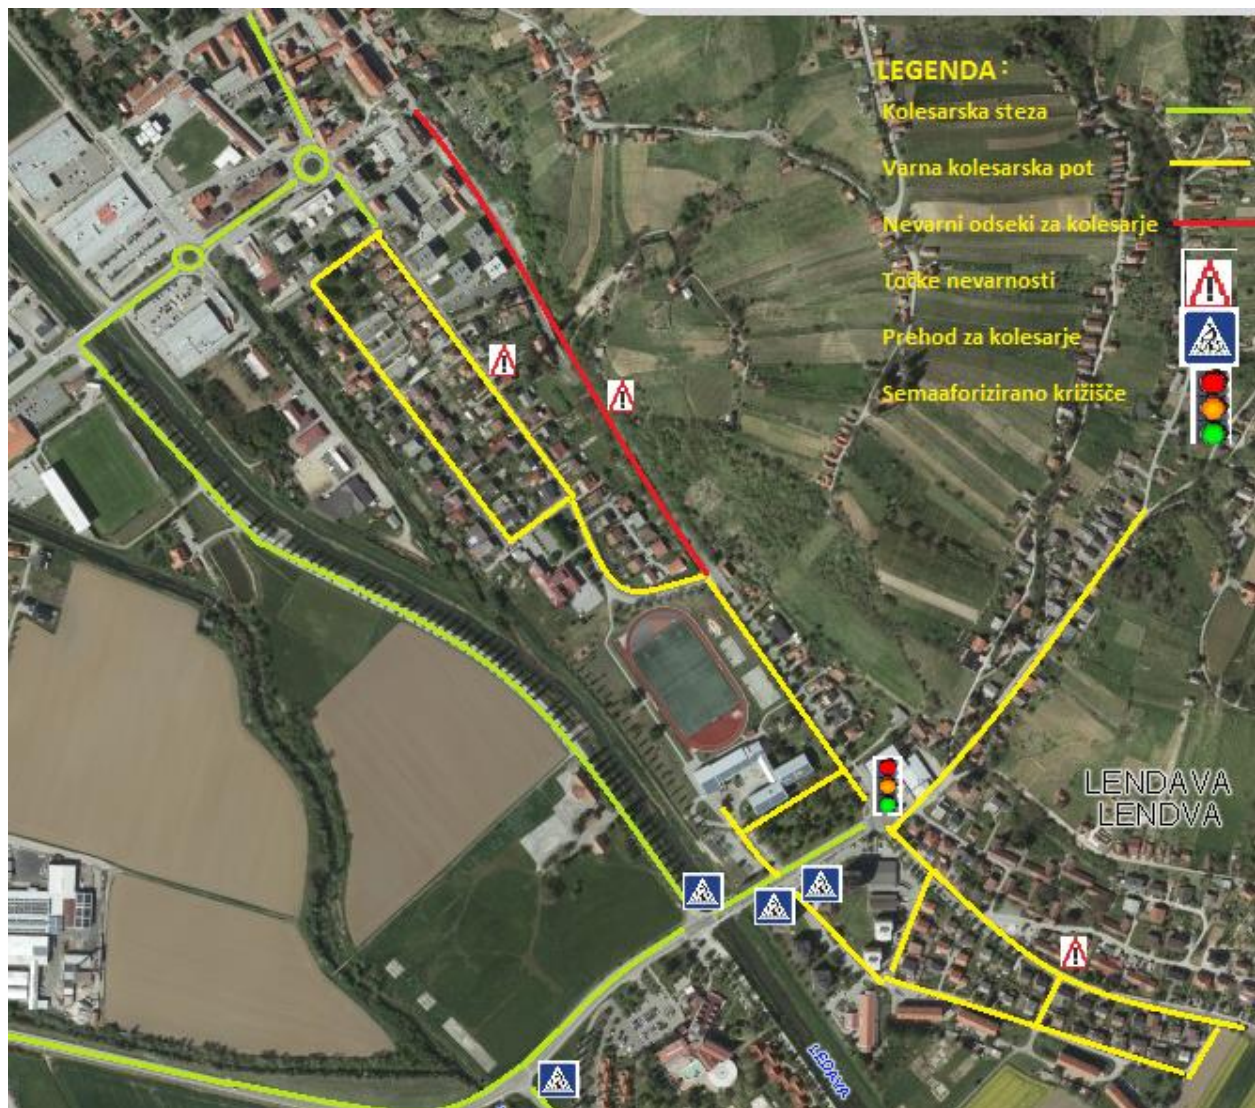 LEGENDA :
Kolesarska steza
Varna kolesarska pot
Nevarni odseki za kolesarje
Točke nevarnosti
Prehod za kolesarje
Semaaforizirano križišče
LENDAVA
LENDVA
LEDAVA